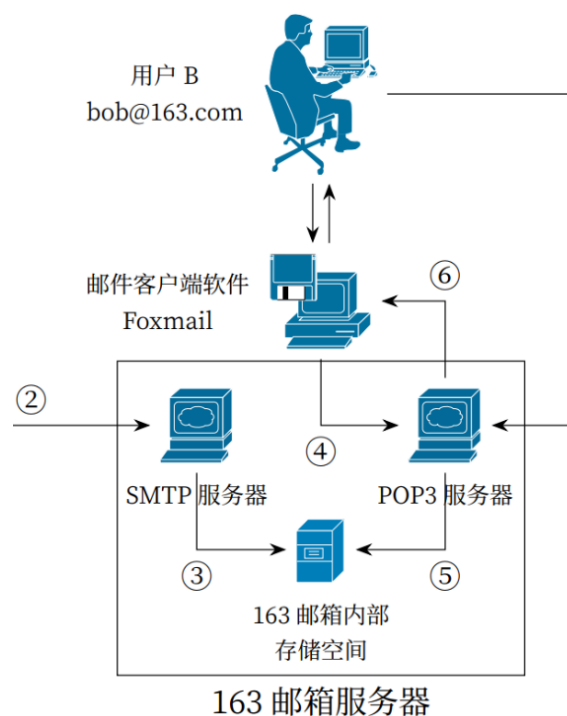 用户 B
bob@163.com
邮件客户端软件
Foxmail
⑥
②
④
SMTP 服务器
POP3 服务器
③
⑤
163 邮箱内部
存储空间
163 邮箱服务器